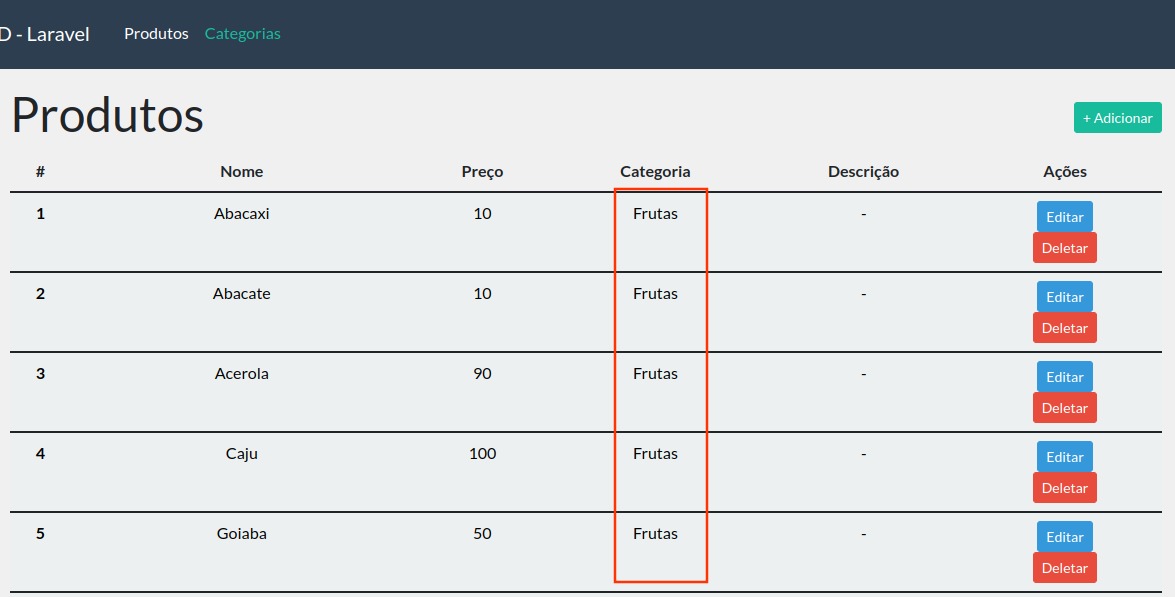 D - Laravel Produtos Categorias
Produtos
+ Adicionar
# Nome Preço Categoria Descrição Ações
1 Abacaxi 10 Frutas - Editar
Deletar
2 Abacate 10 Frutas - Editar
Deletar
3 Acerola 90 Frutas - Editar
Deletar
4 Caju 100 Frutas - Editar
Deletar
5 Goiaba 50 Frutas - Editar
Deletar